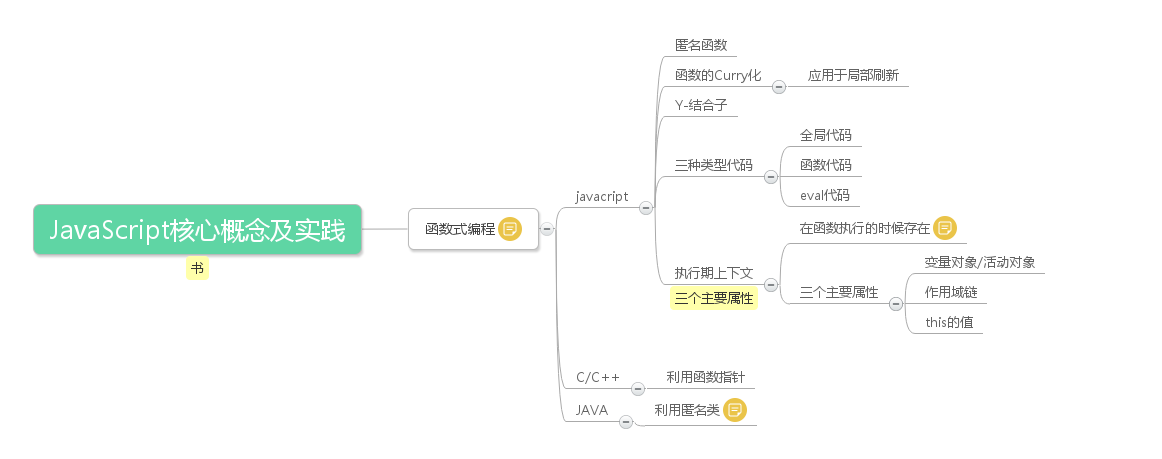 JavaScript核心概念及实践
书
函数式编程
javacript
匿名函数
函数的Curry化
应用于局部刷新
Y-结合子
三种类型代码
全局代码
函数代码
eval代码
执行期上下文
三个主要属性
在函数执行的时候存在
三个主要属性
变量对象/活动对象
作用域链
this的值
C/C++
利用函数指针
JAVA
利用匿名类